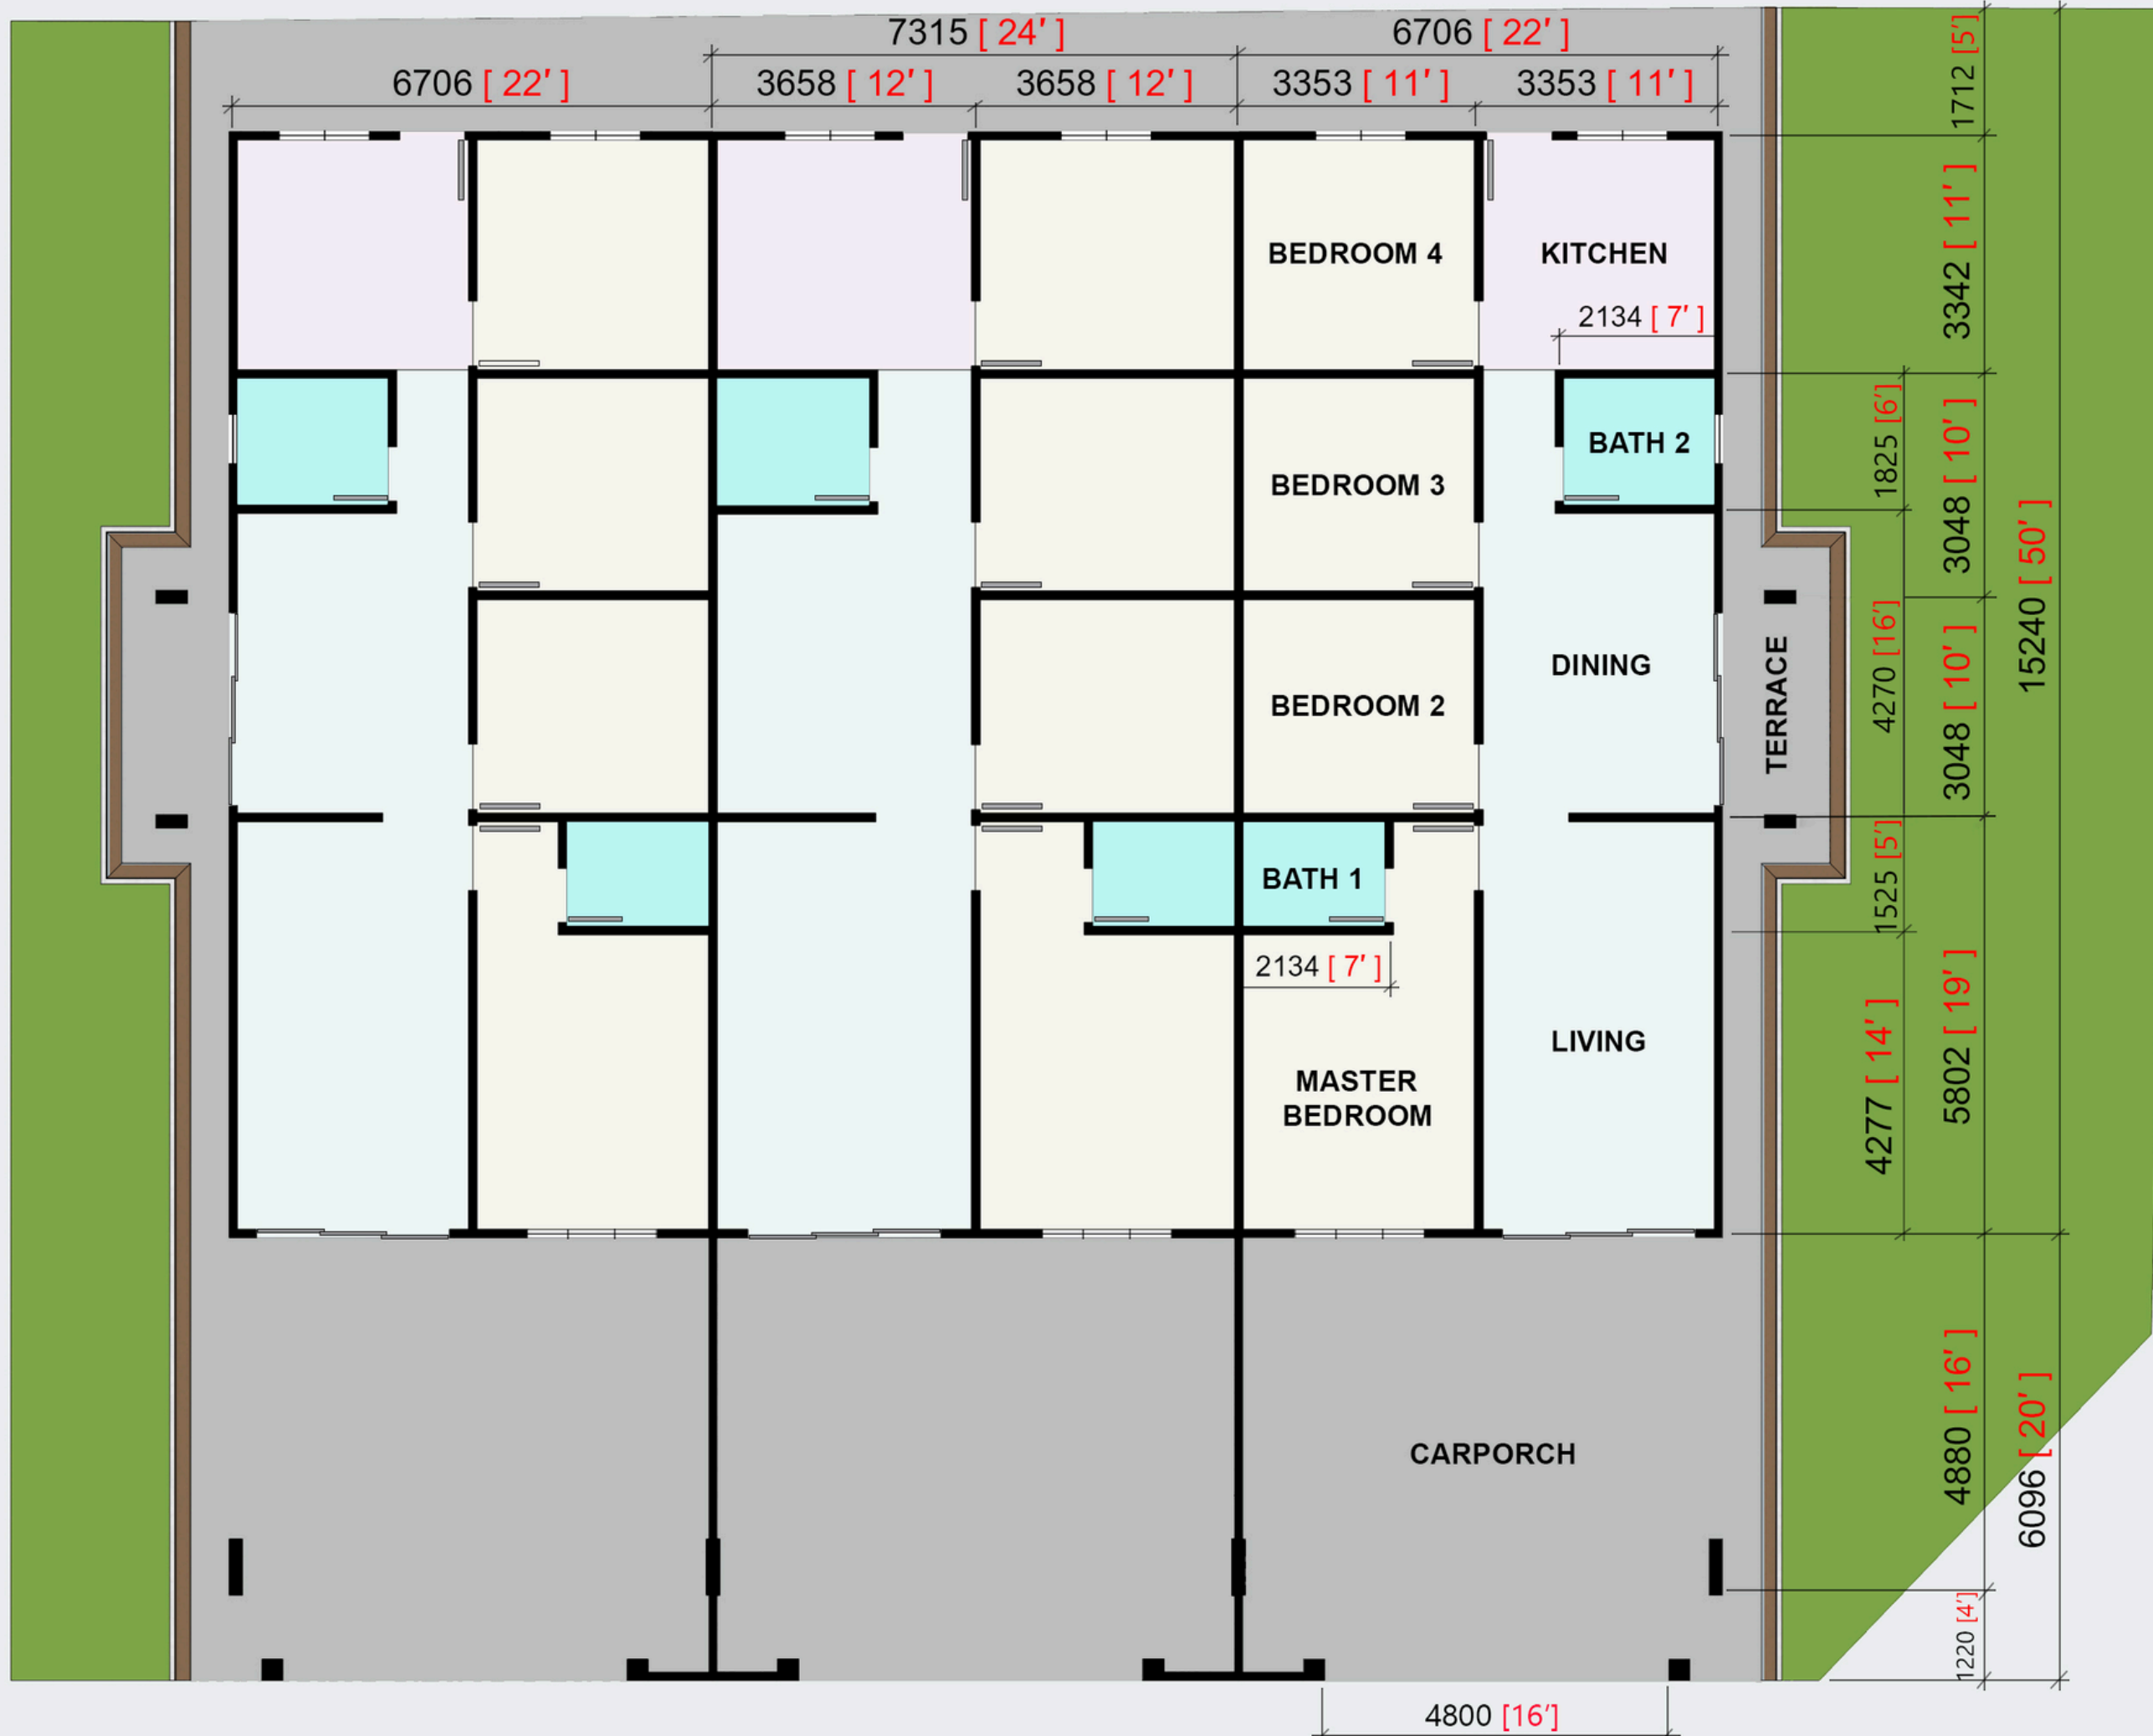 7315 [ 24′ ]
6706 [ 22′ ]
6706 [ 22′ ]
3658 [ 12′ ]
3658 [ 12′ ]
3353 [ 11′ ]
3353 [ 11′ ]
1712 [5′]
BEDROOM 4
KITCHEN
3342 [ 11′ ]
2134 [ 7′ ]
BATH 2
1825 [6′]
3048 [ 10′ ]
BEDROOM 3
15240 [ 50′ ]
DINING
TERRACE
4270 [16′]
3048 [ 10′ ]
BEDROOM 2
BATH 1
1525 [5′]
2134 [ 7′ ]
LIVING
5802 [ 19′ ]
4277 [ 14′ ]
MASTER
BEDROOM
CARPORCH
4880 [ 16′ ]
6096 [ 20′ ]
1220 [4′]
4800 [16′]